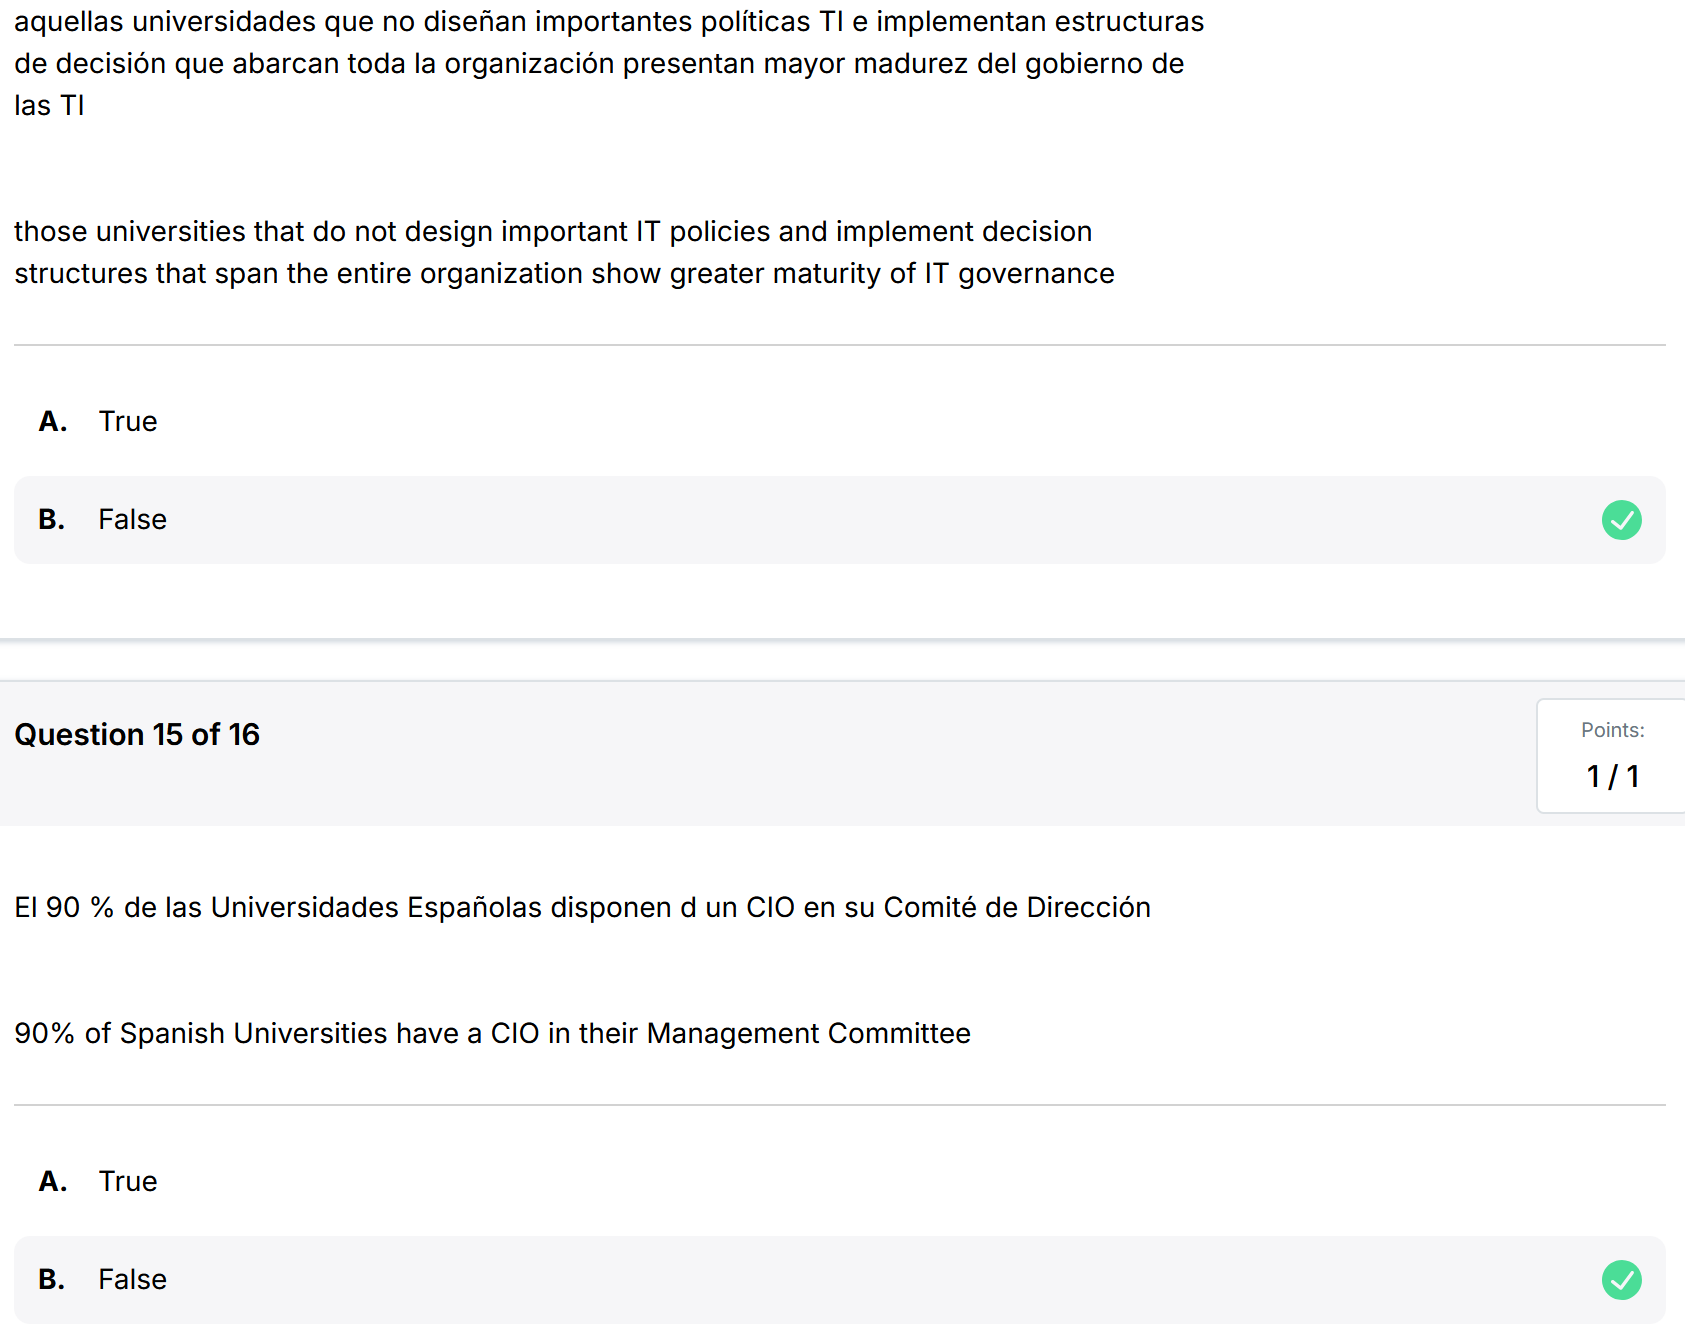 aquellas universidades que no diseñan importantes políticas TI e implementan estructuras
de decisión que abarcan toda la organización presentan mayor madurez del gobierno de
las TI
those universities that do not design important IT policies and implement decision
structures that span the entire organization show greater maturity of IT governance
A. True
B. False
Question 15 of 16
Points:
1 / 1
El 90 % de las Universidades Españolas disponen d un CIO en su Comité de Dirección
90% of Spanish Universities have a CIO in their Management Committee
A. True
B. False